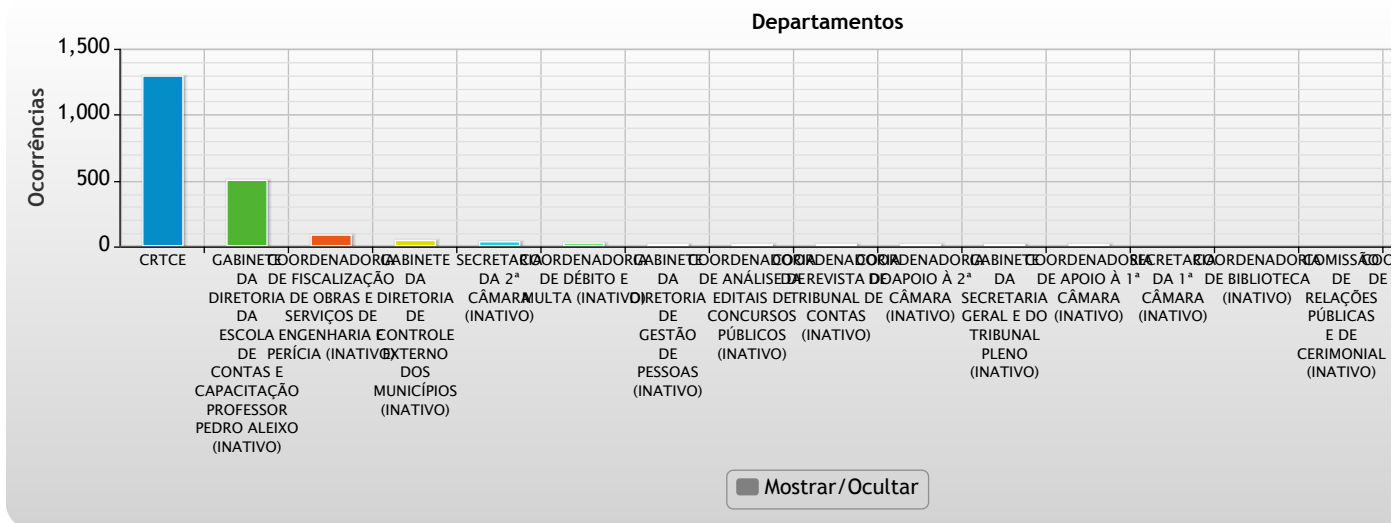 Departamentos
Ocorrências
1,500
1,000
500
0
CRTCE
GABINETE
DA
DIRETORIA
DA
ESCOLA
DE
CONTAS E
CAPACITAÇÃO
PROFESSOR
PEDRO ALEIXO
(INATIVO)
COORDENADORIA
DE FISCALIZAÇÃO
DE OBRAS E
SERVIÇOS DE
ENGENHARIA E
PERÍCIA (INATIVO)
GABINETE
DA
DIRETORIA
DE
CONTROLE
EXTERNO
DOS
MUNICÍPIOS
(INATIVO)
SECRETARIA
DA 2ª
CÂMARA
(INATIVO)
COORDENADORIA
DE DÉBITO E
MULTA (INATIVO)
GABINETE
DA
DIRETORIA
DE
GESTÃO
DE
PESSOAS
(INATIVO)
COORDENADORIA
DE ANÁLISE DE
EDITAIS DE
CONCURSOS
PÚBLICOS
(INATIVO)
COORDENADORIA
DA REVISTA DO
TRIBUNAL DE
CONTAS
(INATIVO)
COORDENADORIA
DE APOIO À 2ª
CÂMARA
(INATIVO)
GABINETE
DA
SECRETARIA
GERAL E DO
TRIBUNAL
PLENO
(INATIVO)
COORDENADORIA
DE APOIO À 1ª
CÂMARA
(INATIVO)
SECRETARIA
DA 1ª
CÂMARA
(INATIVO)
COORDENADORIA
DE BIBLIOTECA
(INATIVO)
COMISSÃO
DE
RELAÇÕES
PÚBLICAS
E DE
CERIMONIAL
(INATIVO)
COO
DE
Mostrar/Ocultar